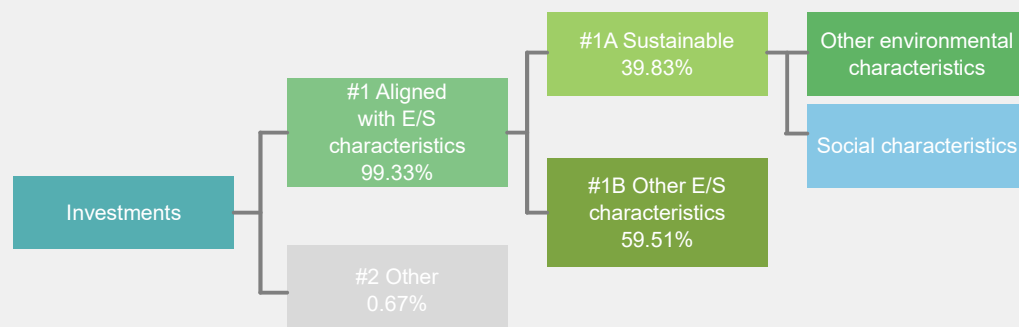 Investments
#1 Aligned
with E/S
characteristics
99.33%
#2 Other
0.67%
#1A Sustainable
39.83%
#1B Other E/S
characteristics
59.51%
Other environmental
characteristics
Social characteristics